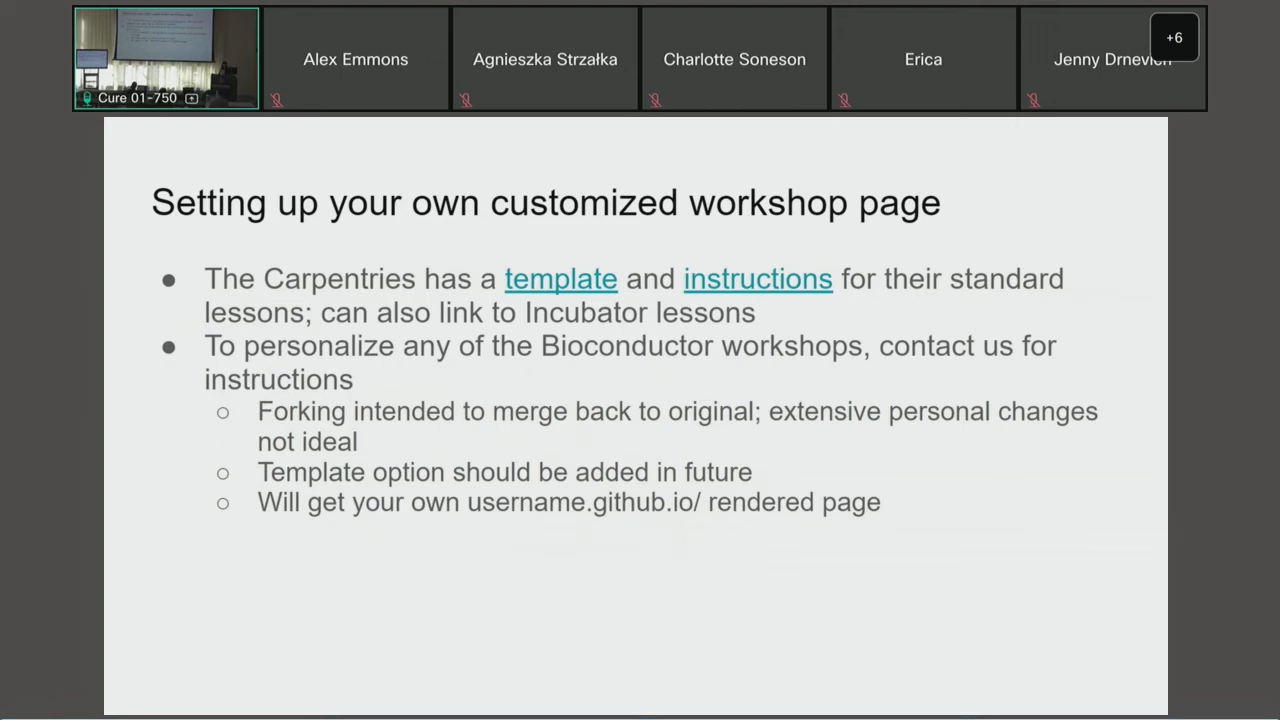 Cure 01-750
Alex Emmons
Agnieszka Strzałka
Charlotte Soneson
Erica
Jenny Drnevich
+6
Setting up your own customized workshop page
● The Carpentries has a template and instructions for their standard
lessons; can also link to Incubator lessons
● To personalize any of the Bioconductor workshops, contact us for
instructions
○ Forking intended to merge back to original; extensive personal changes
not ideal
○ Template option should be added in future
○ Will get your own username.github.io/ rendered page